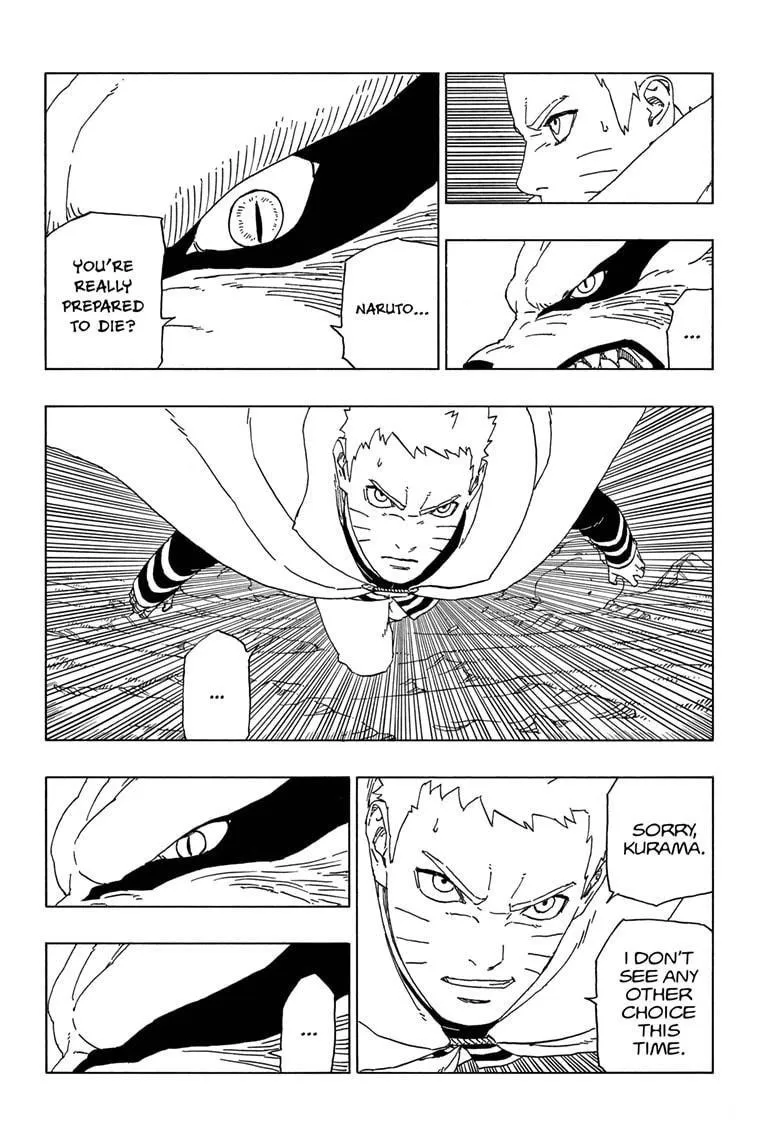 NARUTO...
YOU'RE
REALLY
PREPARED
TO DIE?
...
...
SORRY,
KURAMA.
I DON'T
SEE ANY
OTHER
CHOICE
THIS
TIME.
...